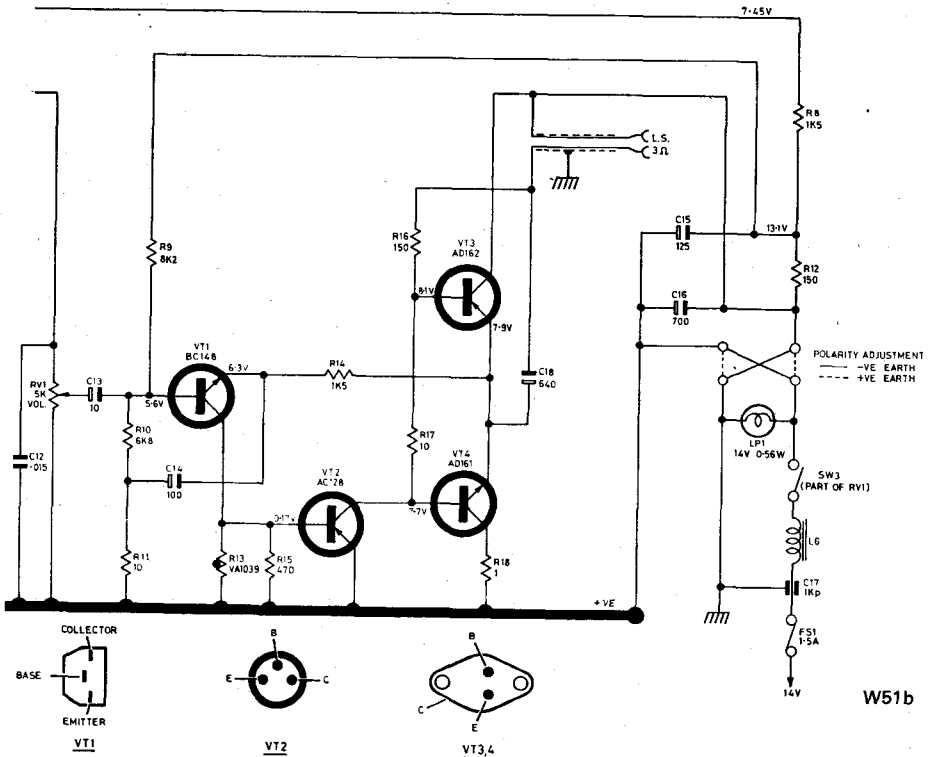 7·45V
R8
1K5
L.S.
3Ω
C15
125
13·1V
R16
150
VT3
AD162
R9
8K2
R12
150
8·1V
C16
700
7·9V
VT1
BC148
6·3V
R14
1K5
C18
640
POLARITY ADJUSTMENT
-VE EARTH
+VE EARTH
RV1
5K
VOL.
C13
10
5·6V
R10
6K8
R17
10
LP1
14V 0·56W
C12
·015
C14
100
VT2
AC128
VT4
AD161
SW3
(PART OF RV1)
0·17V
7·7V
L6
R11
10
R13
VA1039
R15
470
R18
1
C17
1Kp
+VE
FS1
1·5A
14V
COLLECTOR
BASE
EMITTER
VT1
B
E
C
VT2
B
C
E
VT3,4
W51b